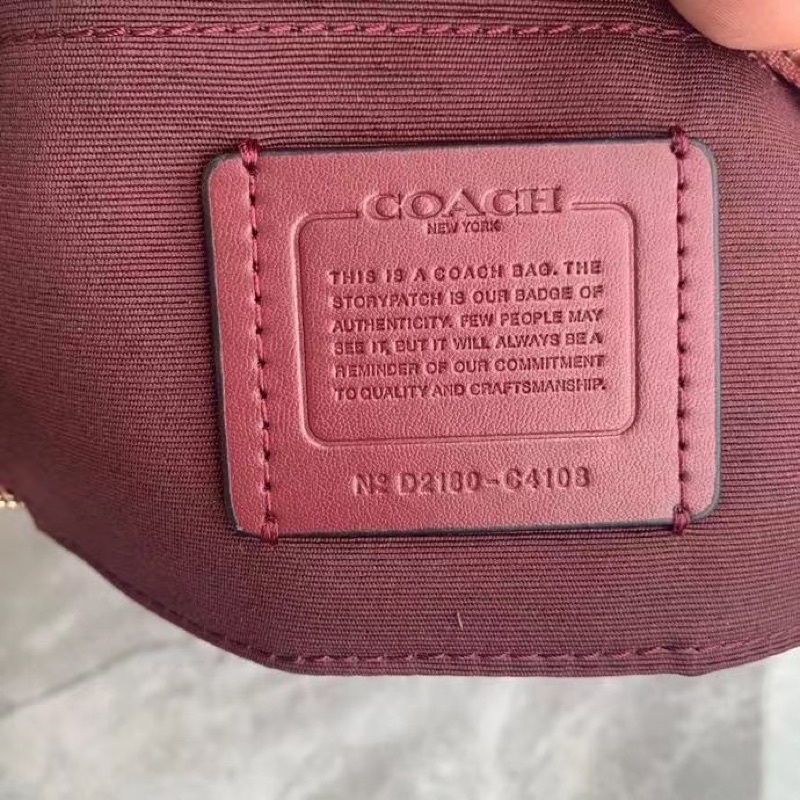 COACH
NEW YORK
THIS IS A COACH BAG. THE
STORYPATCH IS OUR BADGE OF
AUTHENTICITY. FEW PEOPLE MAY
SEE IT, BUT IT WILL ALWAYS BE A
REMINDER OF OUR COMMITMENT
TO QUALITY AND CRAFTSMANSHIP.
Nº D2180-C4108